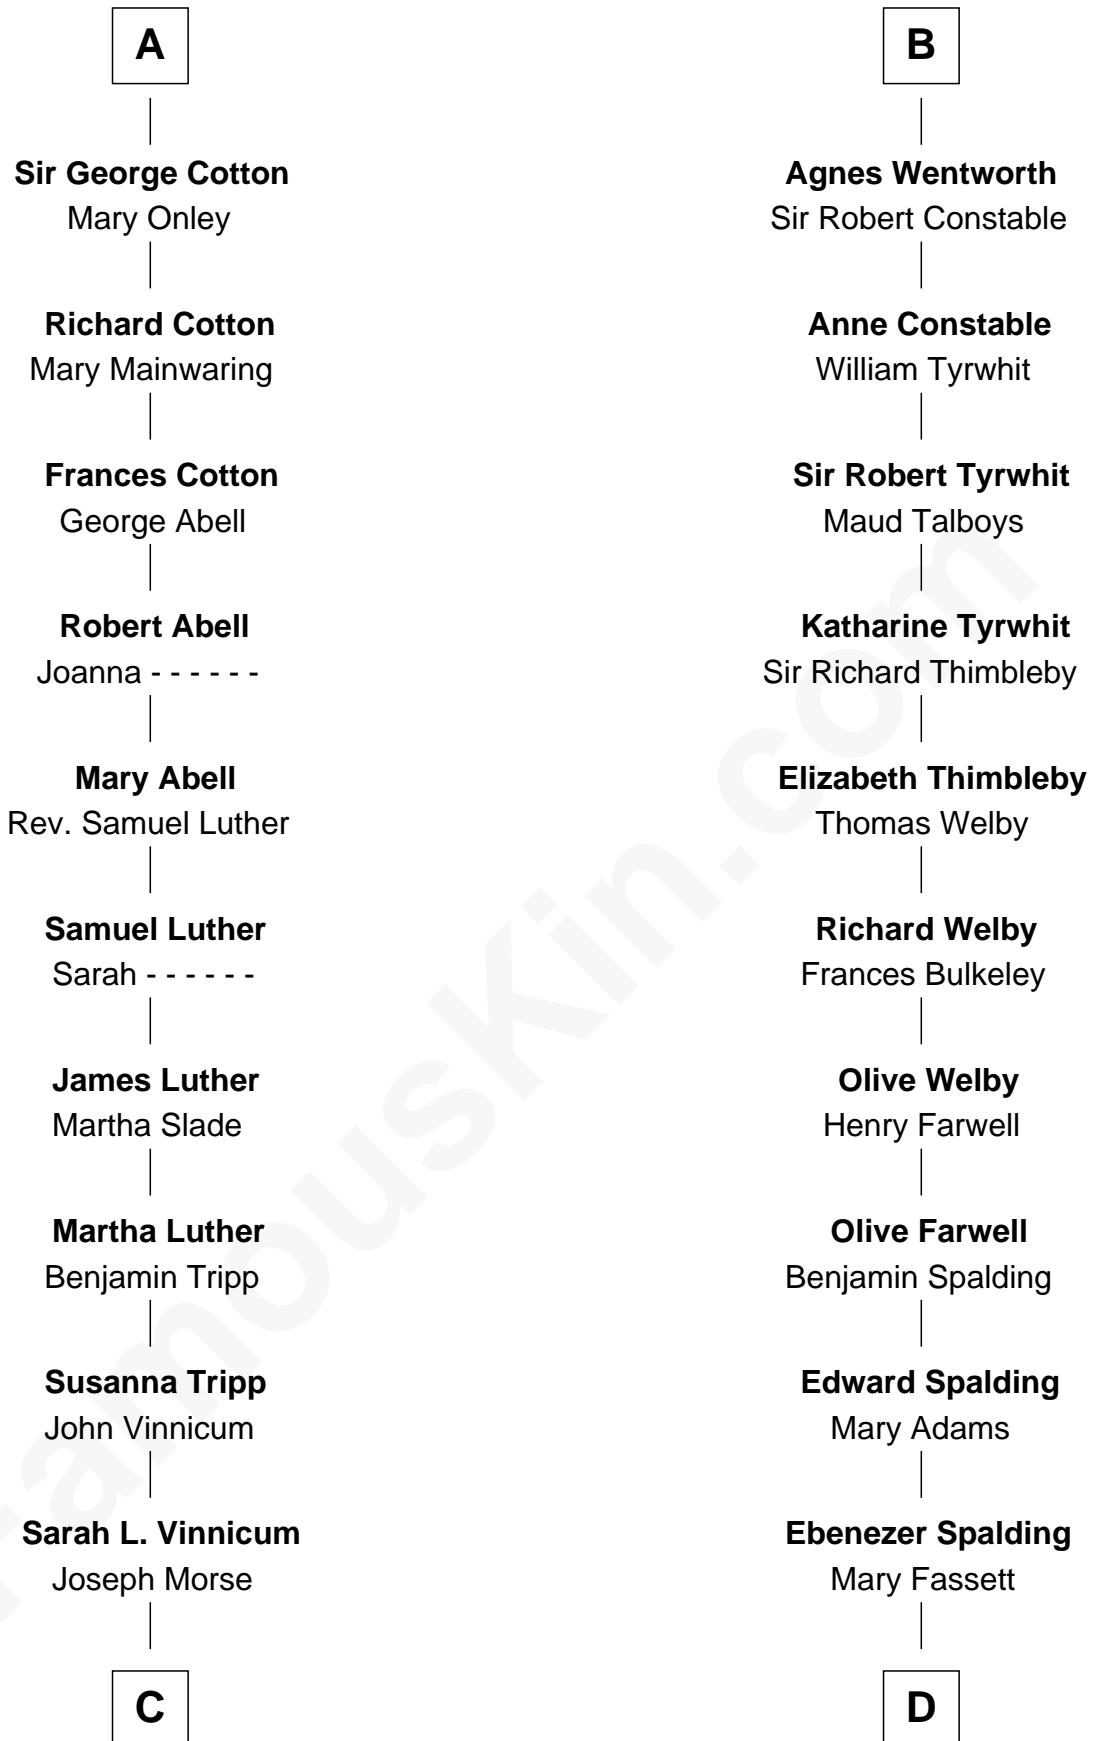 A
Sir George Cotton
Mary Onley
Richard Cotton
Mary Mainwaring
Frances Cotton
George Abell
Robert Abell
Joanna - - - - - -
Mary Abell
Rev. Samuel Luther
Samuel Luther
Sarah - - - - - -
James Luther
Martha Slade
Martha Luther
Benjamin Tripp
Susanna Tripp
John Vinnicum
Sarah L. Vinnicum
Joseph Morse
C
B
Agnes Wentworth
Sir Robert Constable
Anne Constable
William Tyrwhit
Sir Robert Tyrwhit
Maud Talboys
Katharine Tyrwhit
Sir Richard Thimbleby
Elizabeth Thimbleby
Thomas Welby
Richard Welby
Frances Bulkeley
Olive Welby
Henry Farwell
Olive Farwell
Benjamin Spalding
Edward Spalding
Mary Adams
Ebenezer Spalding
Mary Fassett
D
FamousKin.com